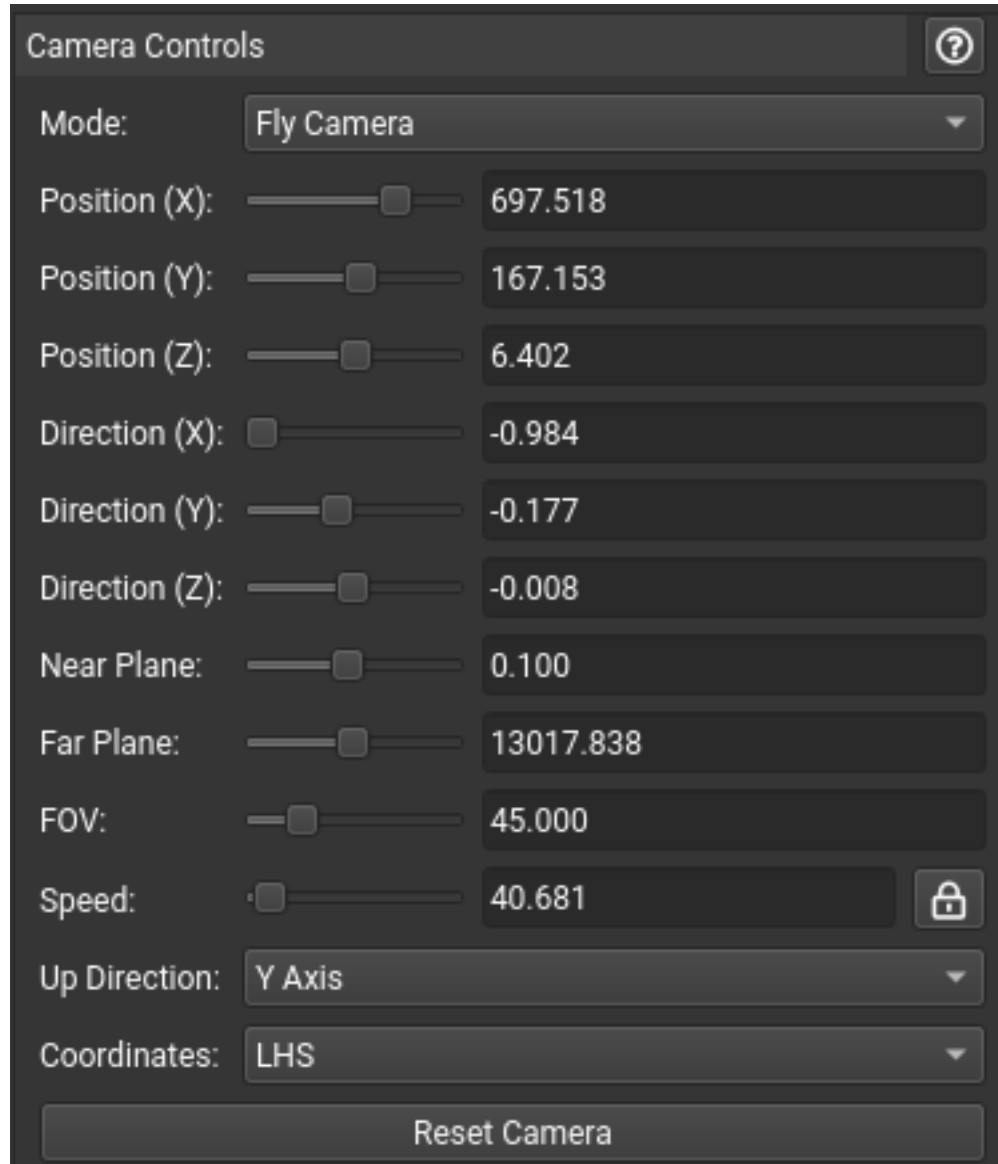 Camera Controls
Mode: Fly Camera
Position (X): 697.518
Position (Y): 167.153
Position (Z): 6.402
Direction (X): -0.984
Direction (Y): -0.177
Direction (Z): -0.008
Near Plane: 0.100
Far Plane: 13017.838
FOV: 45.000
Speed: 40.681
Up Direction: Y Axis
Coordinates: LHS
Reset Camera